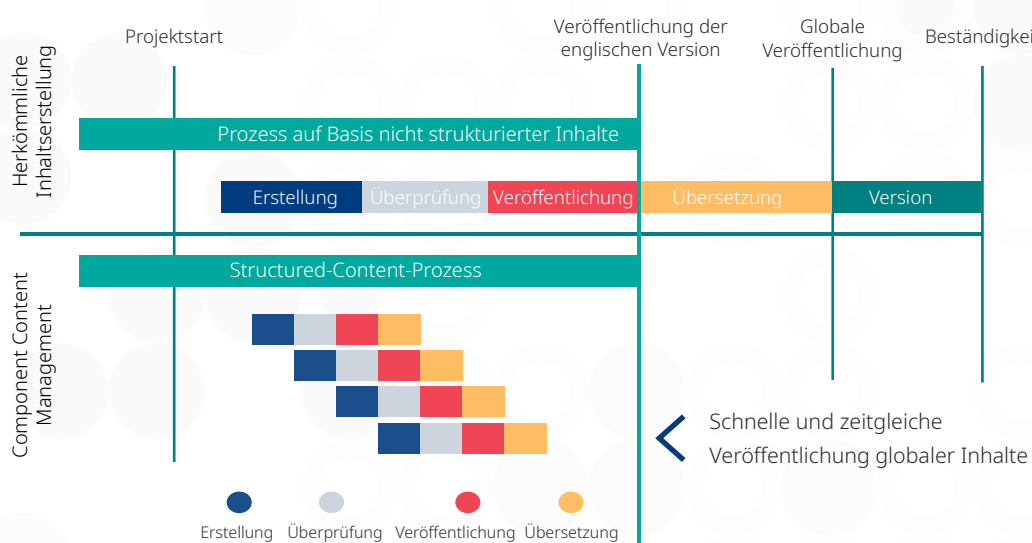 Projektstart
Veröffentlichung der
englischen Version
Globale
Veröffentlichung
Beständigkei
Herkömmliche
Inhaltserstellung
Prozess auf Basis nicht strukturierter Inhalte
Erstellung
Überprüfung
Veröffentlichung
Übersetzung
Version
Component Content
Management
Structured-Content-Prozess
Schnelle und zeitgleiche
Veröffentlichung globaler Inhalte
Erstellung
Überprüfung
Veröffentlichung
Übersetzung